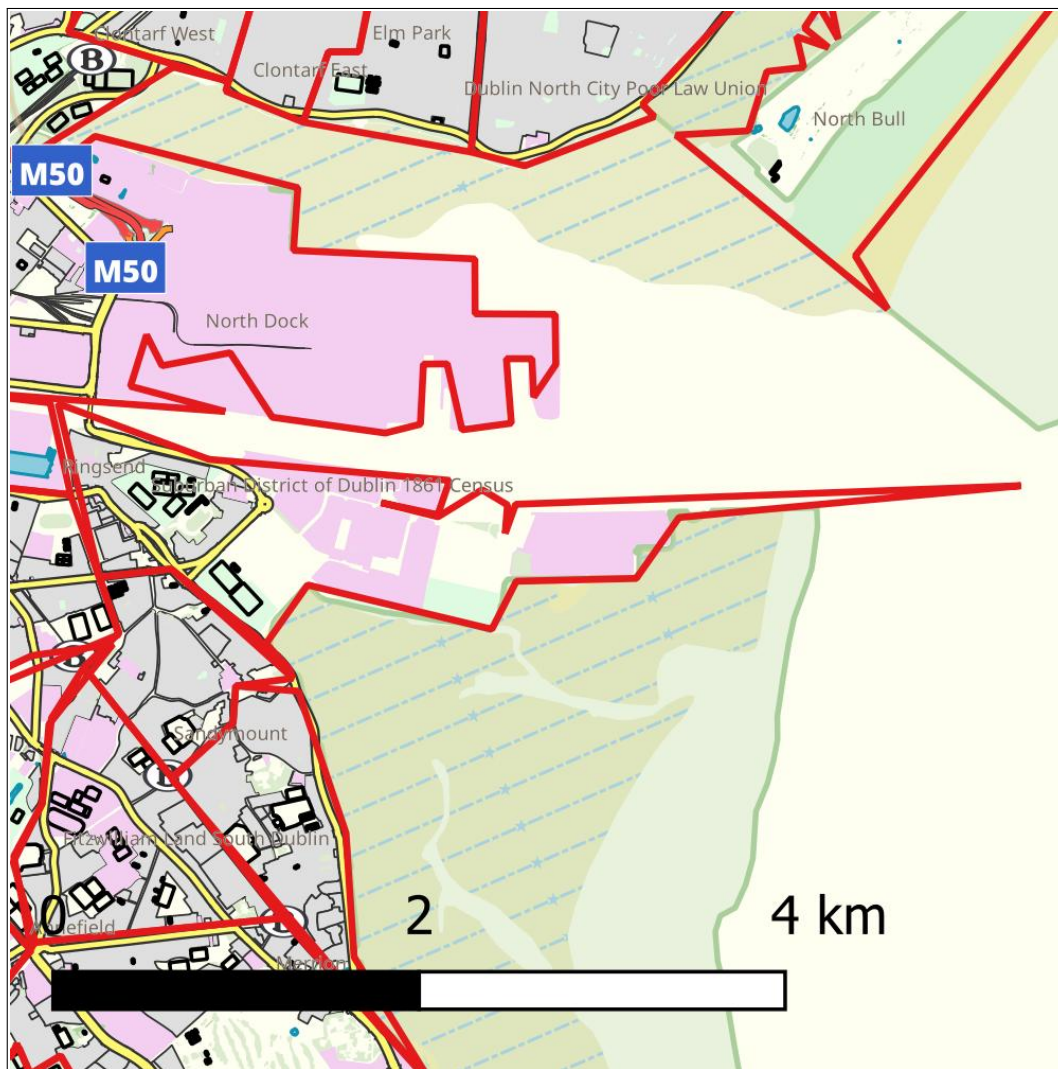 Clontarf West
Elm Park
B
Clontarf East
Dublin North City Poor Law Union
North Bull
M50
M50
North Dock
Ringsend
Suburban District of Dublin 1861 Census
B
Sandymount
Fitzwilliam Land South Dublin
0 2 4 km